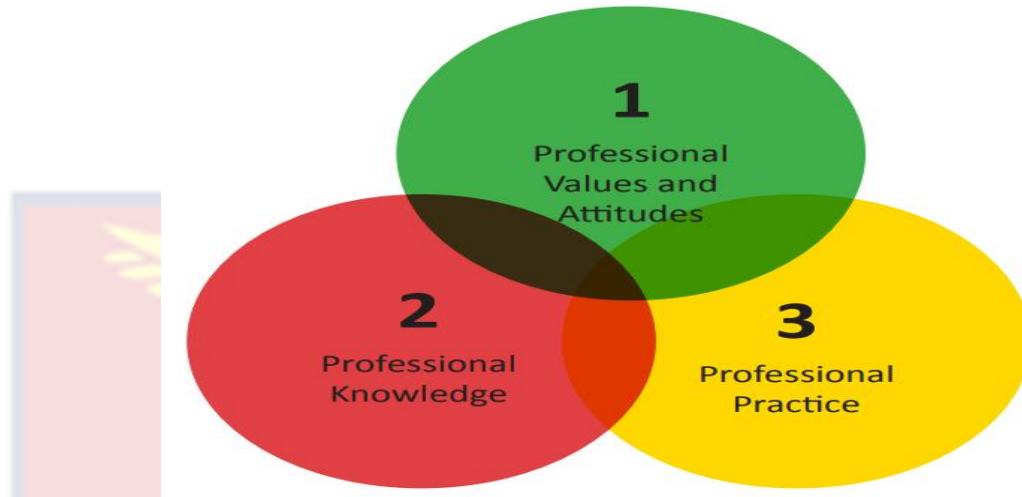 1
Professional
Values and
Attitudes
2
Professional
Knowledge
3
Professional
Practice